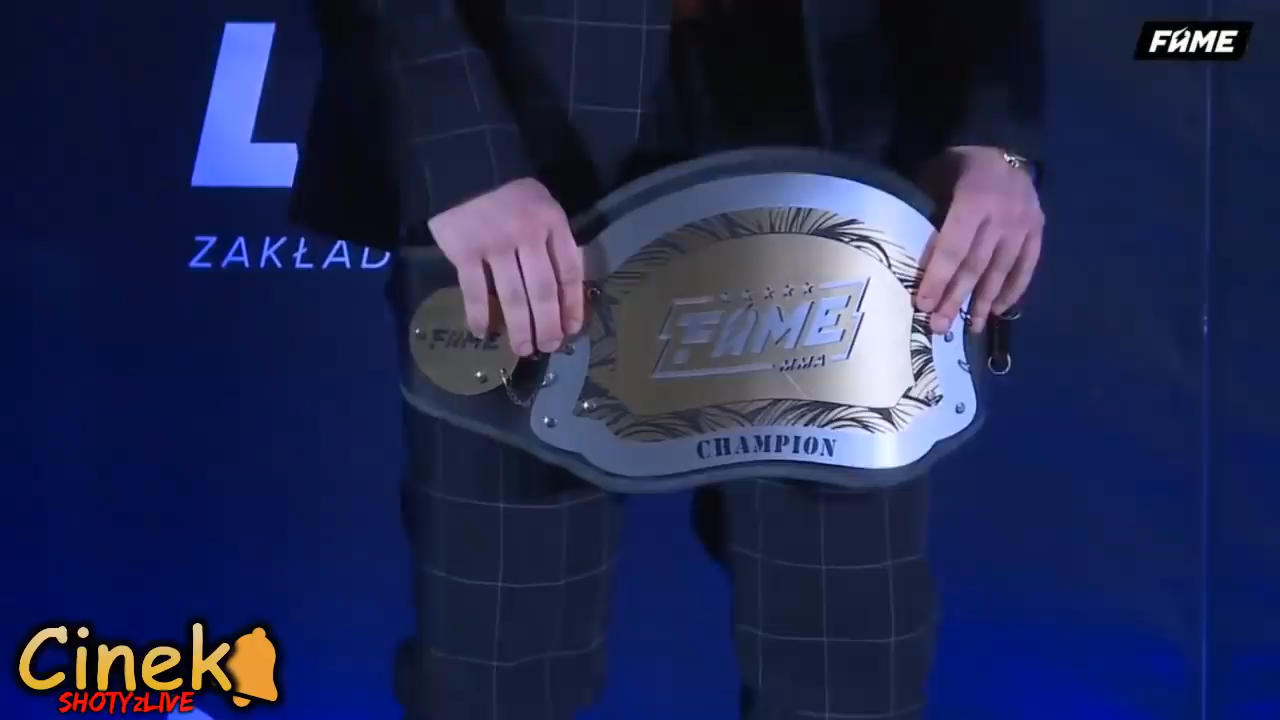 FAME
L
ZAKŁAD
FAME
FAME
MMA
CHAMPION
Cinek
SHOTYzLIVE